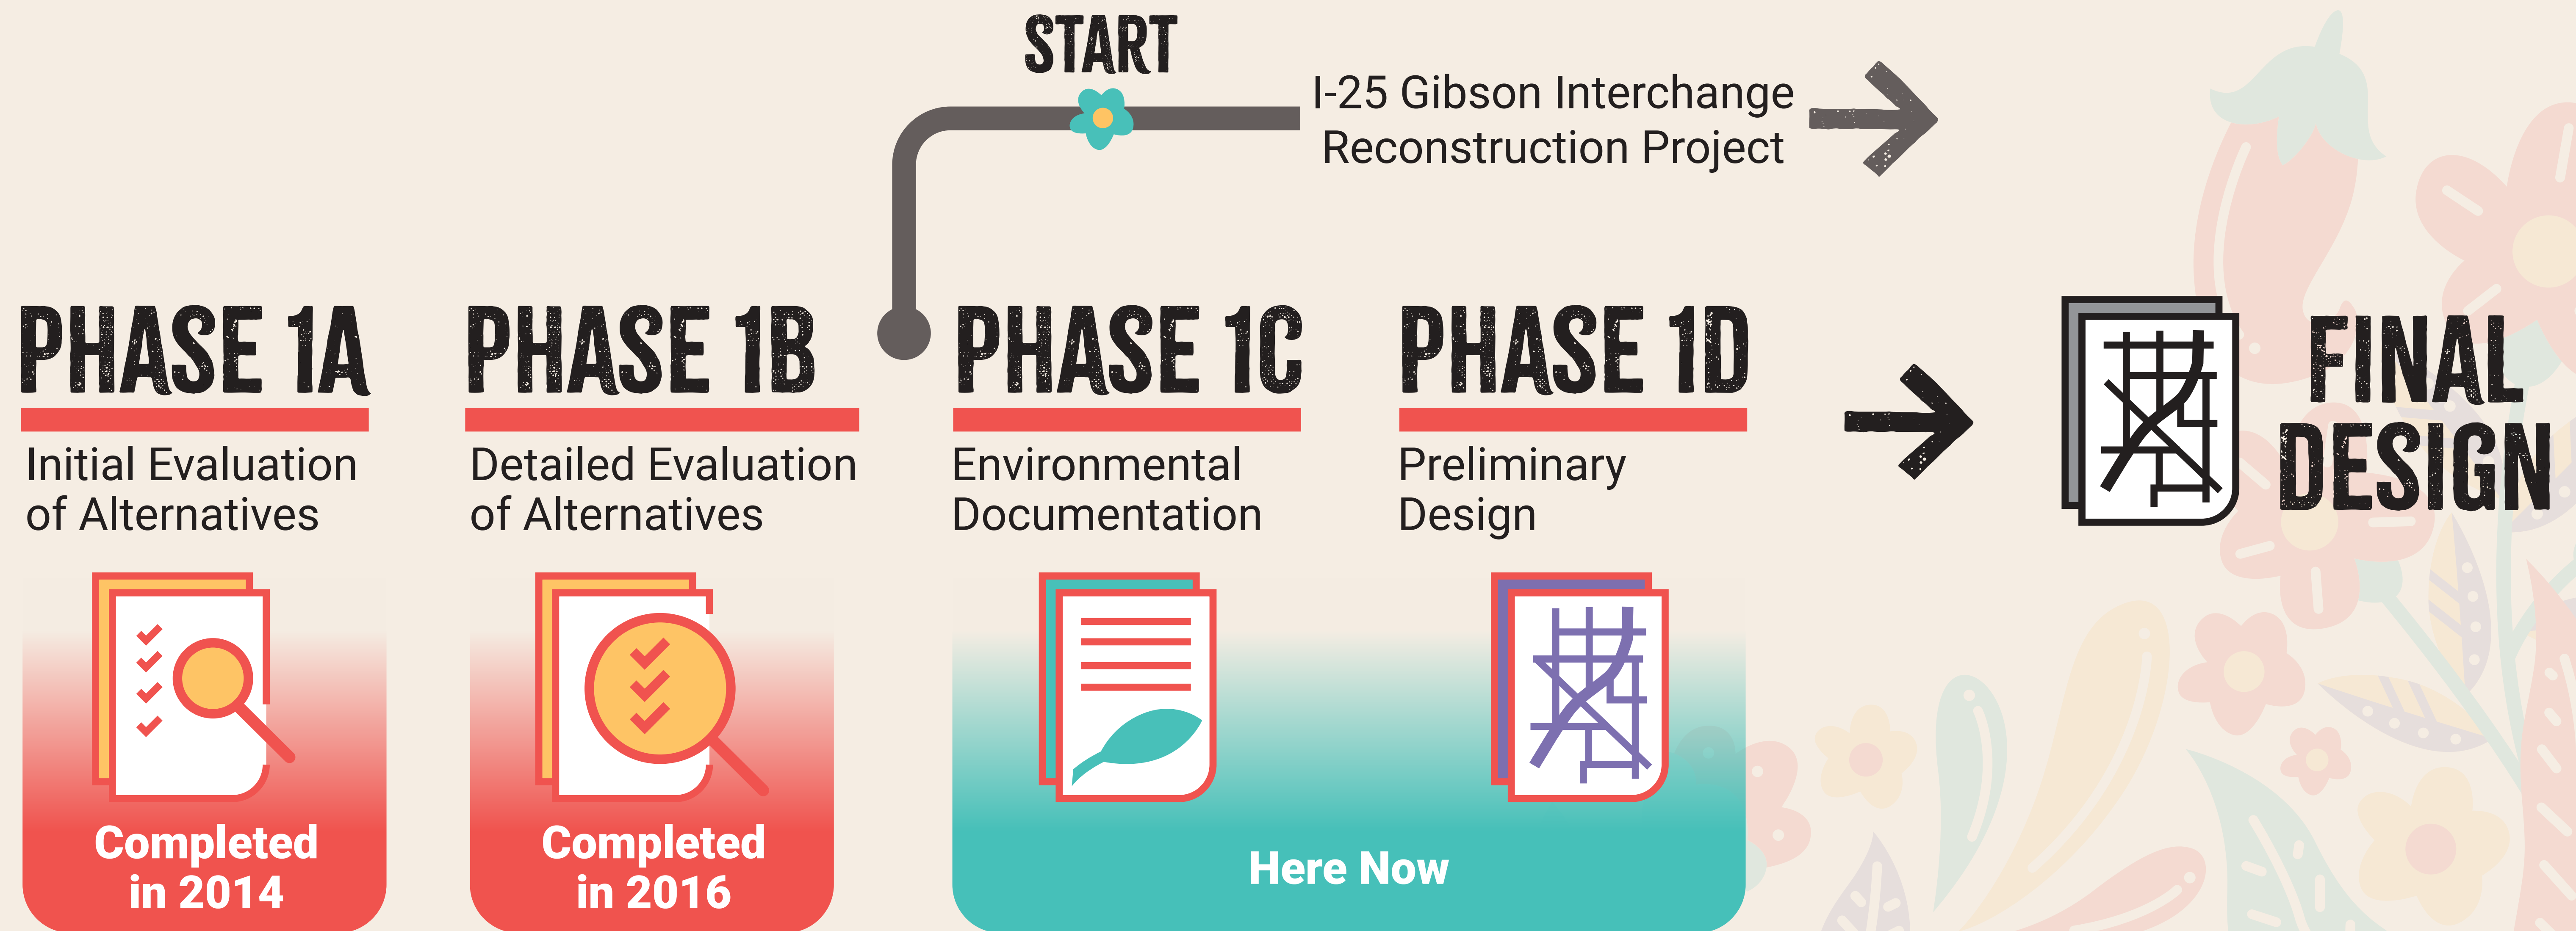 START
I-25 Gibson Interchange
Reconstruction Project
PHASE 1A
Initial Evaluation
of Alternatives
Completed
in 2014
PHASE 1B
Detailed Evaluation
of Alternatives
Completed
in 2016
PHASE 1C
Environmental
Documentation
PHASE 1D
Preliminary
Design
Here Now
FINAL
DESIGN